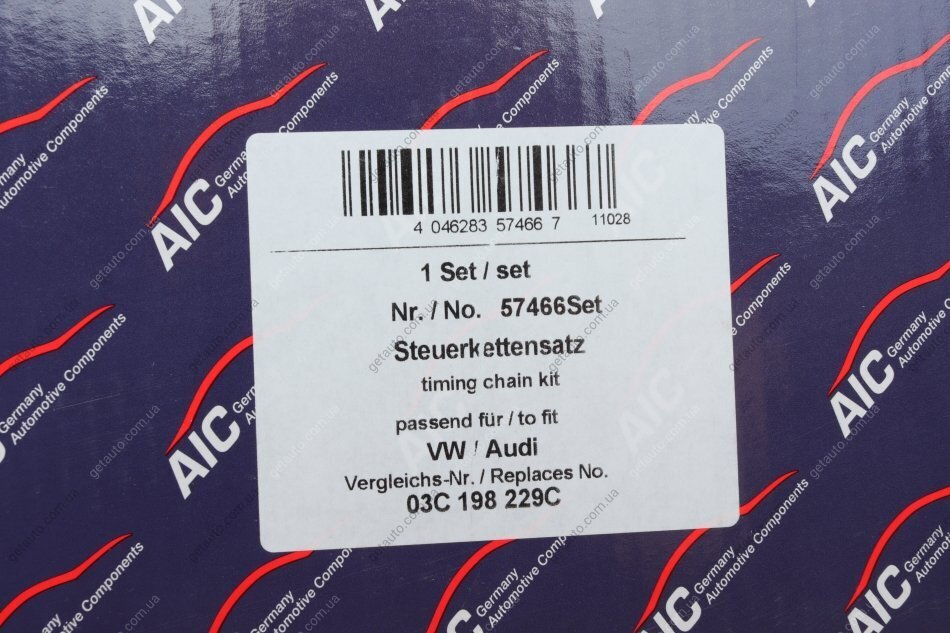 4 046283 57466 7 11028
1 Set / set
Nr. / No. 57466Set
Steuerkettensatz
timing chain kit
passend für / to fit
VW / Audi
Vergleichs-Nr. / Replaces No.
03C 198 229C
AIC Germany
Automotive Components
getauto.com.ua